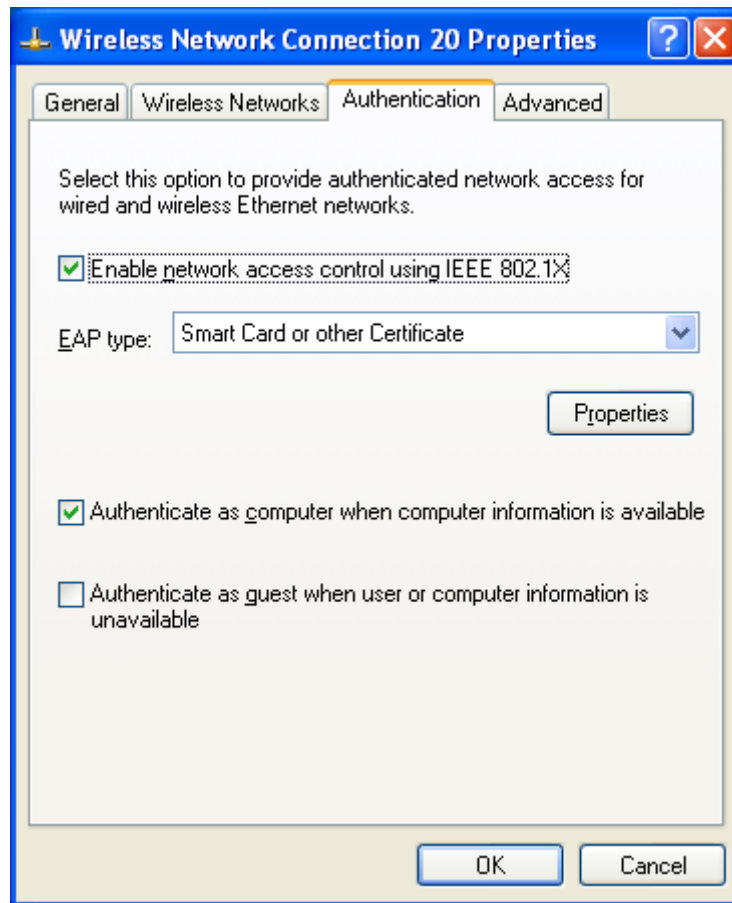 Wireless Network Connection 20 Properties
General Wireless Networks Authentication Advanced
Select this option to provide authenticated network access for
wired and wireless Ethernet networks.
Enable network access control using IEEE 802.1X
EAP type: Smart Card or other Certificate
Properties
Authenticate as computer when computer information is available
Authenticate as guest when user or computer information is
unavailable
OK Cancel